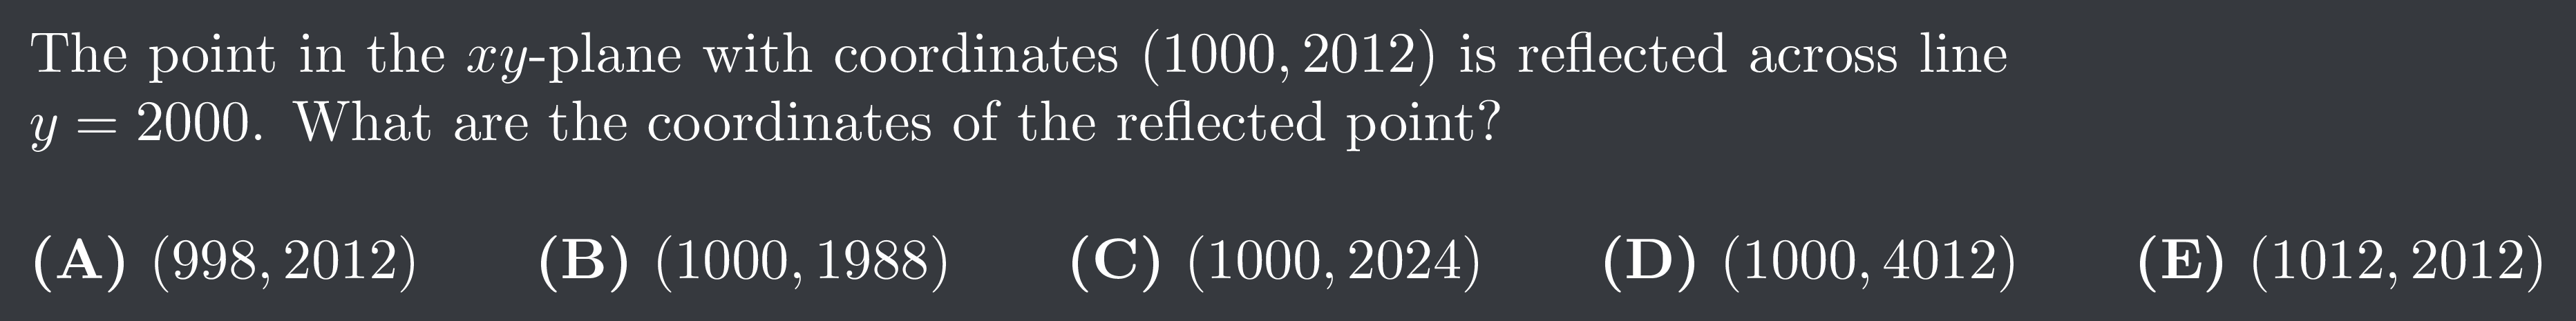 The point in the xy-plane with coordinates (1000, 2012) is reflected across line
y = 2000. What are the coordinates of the reflected point?
(A) (998, 2012) (B) (1000, 1988) (C) (1000, 2024) (D) (1000, 4012) (E) (1012, 2012)